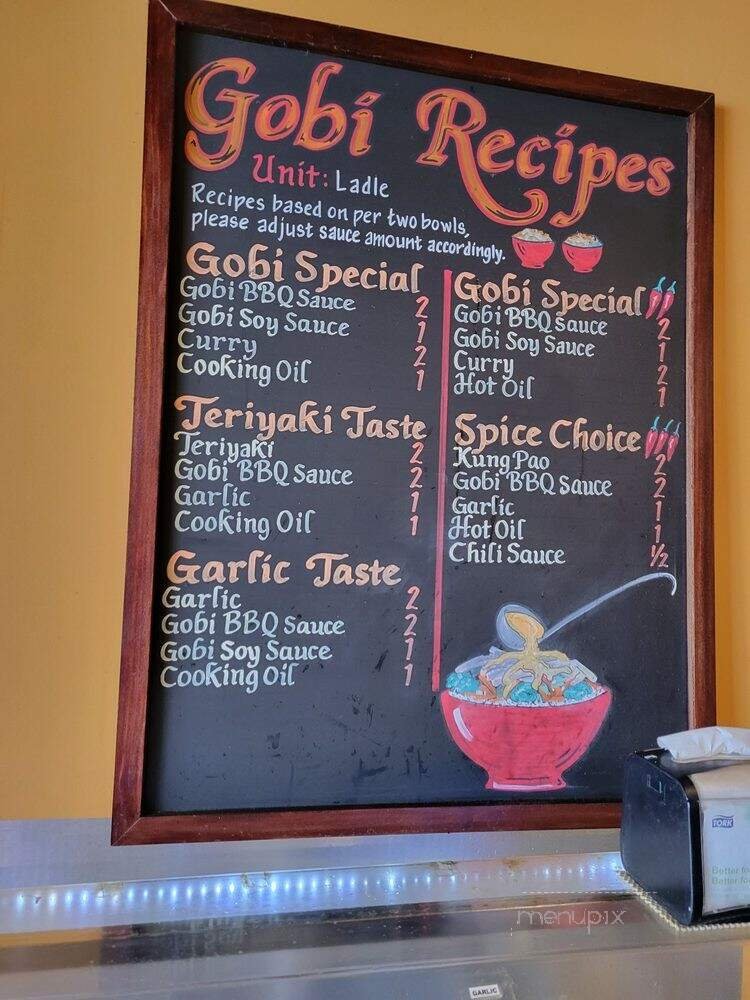 Gobi Recipes
Unit: Ladle
Recipes based on per two bowls,
please adjust sauce amount accordingly.
Gobi Special
Gobi BBQ Sauce 2
Gobi Soy Sauce 1
Curry 2
Cooking Oil 1
Teriyaki Taste
Teriyaki 2
Gobi BBQ Sauce 2
Garlic 1
Cooking Oil 1
Garlic Taste
Garlic 2
Gobi BBQ Sauce 2
Gobi Soy Sauce 1
Cooking Oil 1
Gobi Special
Gobi BBQ Sauce 2
Gobi Soy Sauce 1
Curry 2
Hot Oil 1
Spice Choice
Kung Pao 2
Gobi BBQ Sauce 2
Garlic 1
Hot Oil 1
Chili Sauce ½
TORK
Better
Better
menupix
GARLIC